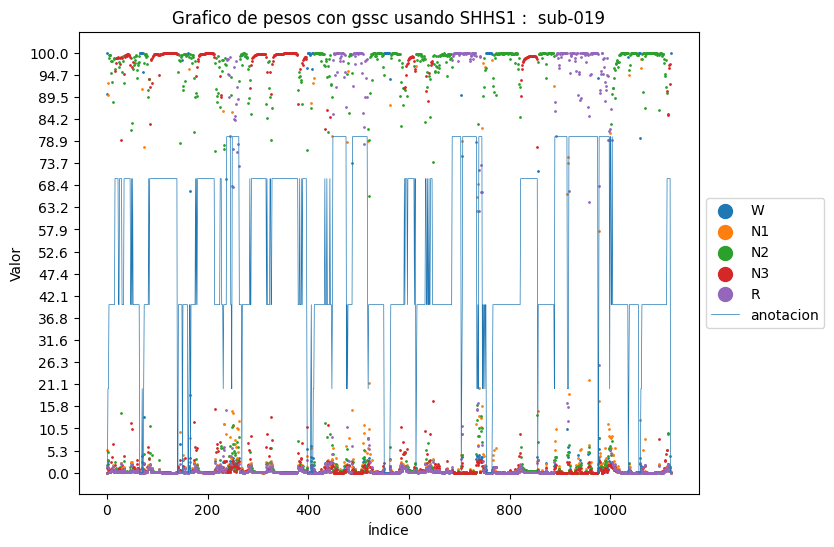 Grafico de pesos con gssc usando SHHS1 :  sub-019
100.0
94.7
89.5
84.2
78.9
73.7
68.4
63.2
57.9
52.6
47.4
42.1
36.8
31.6
26.3
21.1
15.8
10.5
5.3
0.0
Valor
0 200 400 600 800 1000
Índice
W
N1
N2
N3
R
anotacion